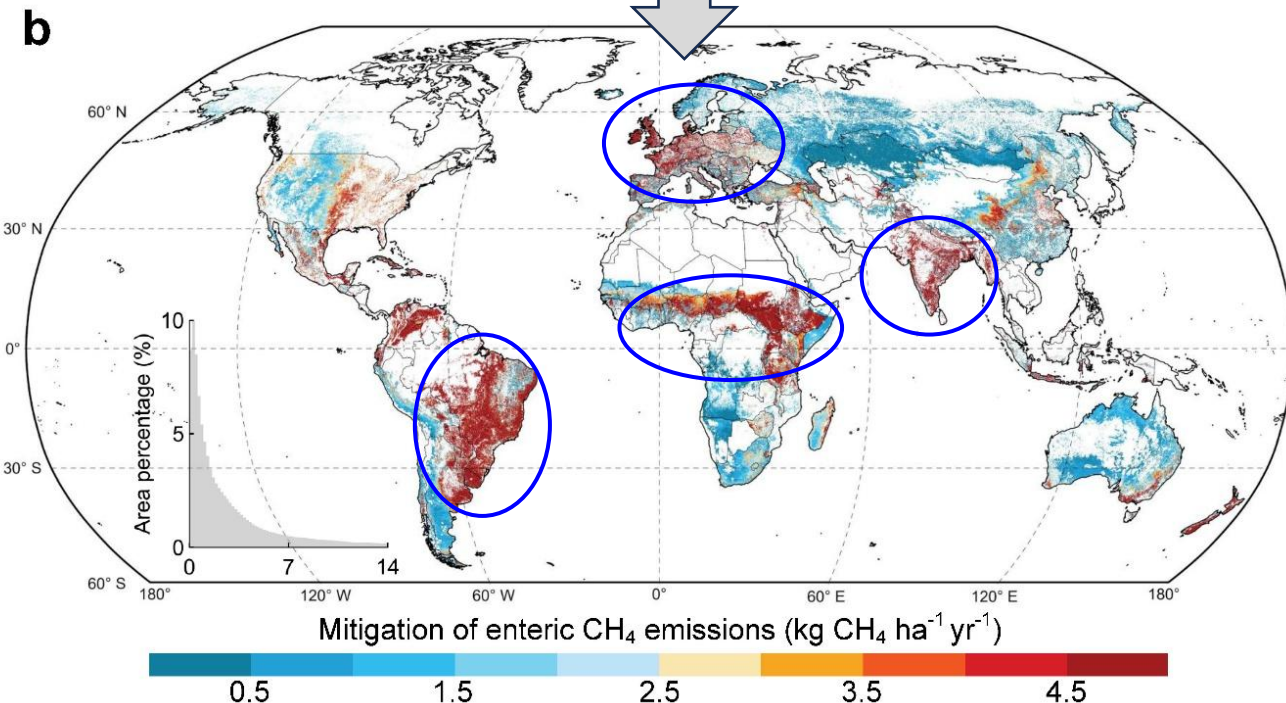 b
60° N
30° N
0°
30° S
60° S
10
5
0
Area percentage (%)
0 7 14
180° 120° W 60° W 0° 60° E 120° E 180°
Mitigation of enteric CH₄ emissions (kg CH₄ ha⁻¹ yr⁻¹)
0.5 1.5 2.5 3.5 4.5